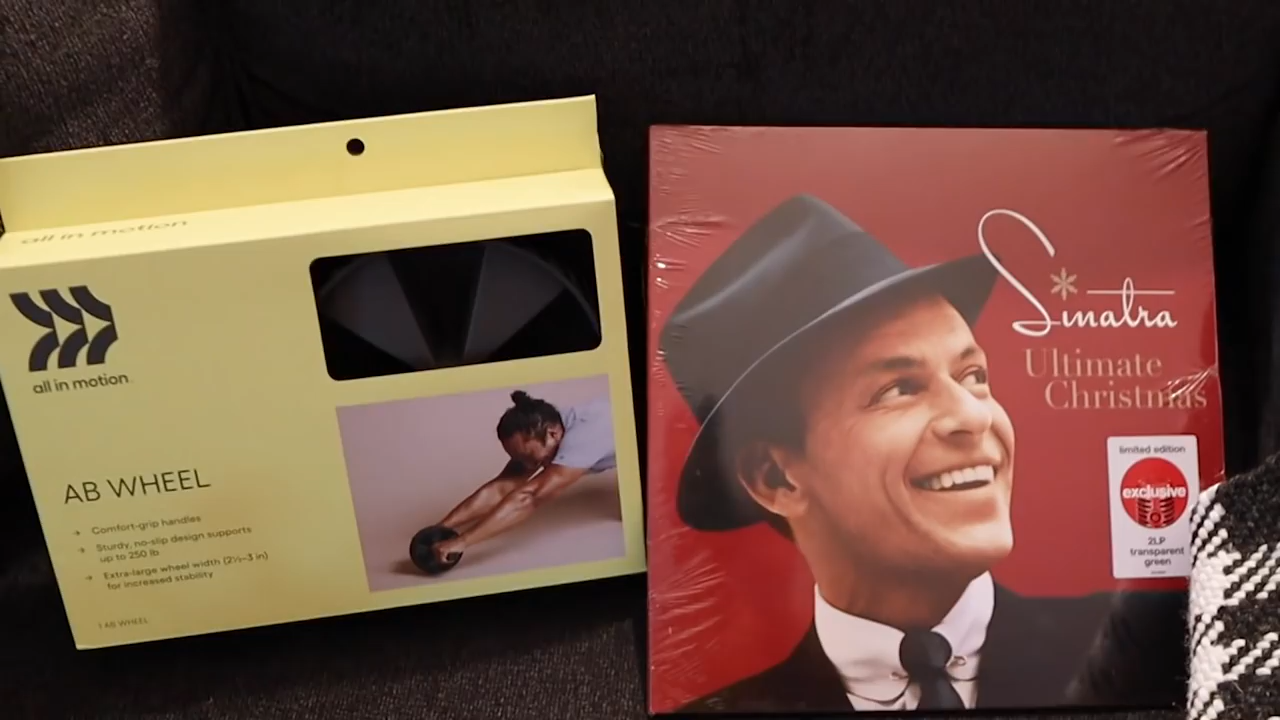 all in motion
all in motion
AB WHEEL
→ Comfort-grip handles
→ Sturdy, no-slip design supports
up to 250 lb
→ Extra-large wheel width (2½–3 in)
for increased stability
1 AB WHEEL
Sinatra
Ultimate
Christmas
limited edition
exclusive
2LP
transparent
green